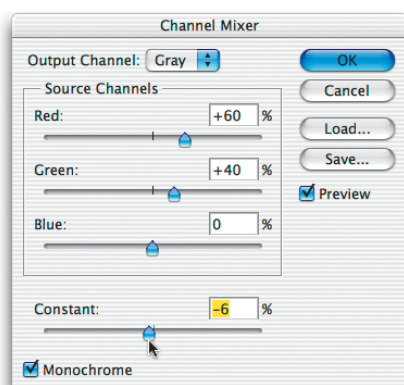 Channel Mixer
Output Channel: Gray
OK
Source Channels
Cancel
Red: +60 %
Load...
Save...
Green: +40 %
Preview
Blue: 0 %
Constant: -6 %
Monochrome